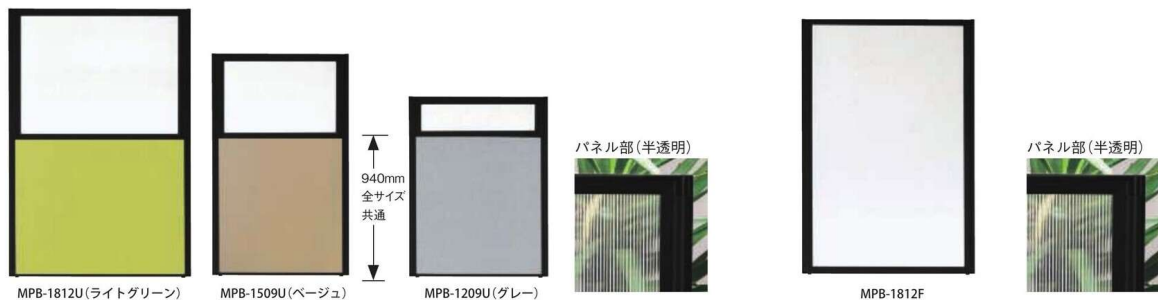 パネル部(半透明)
パネル部(半透明)
940mm
全サイズ
共通
MPB-1812U(ライトグリーン)
MPB-1509U(ベージュ)
MPB-1209U(グレー)
MPB-1812F